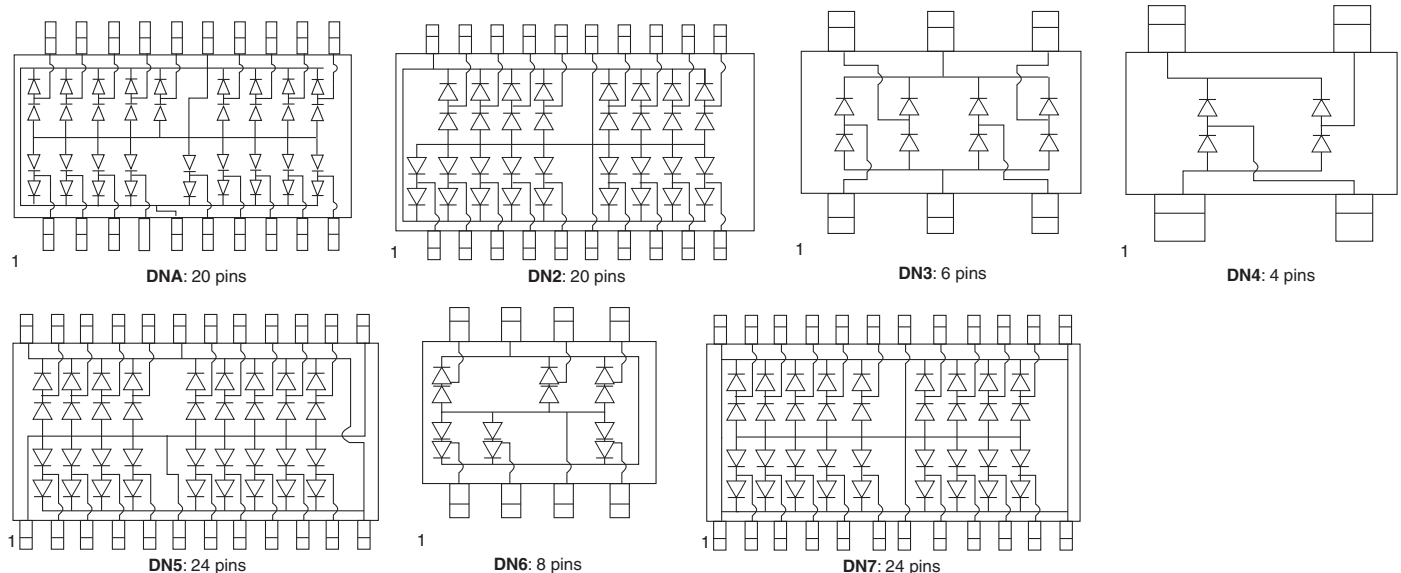 1
DNA: 20 pins
1
DN2: 20 pins
1
DN3: 6 pins
1
DN4: 4 pins
1
DN5: 24 pins
1
DN6: 8 pins
1
DN7: 24 pins